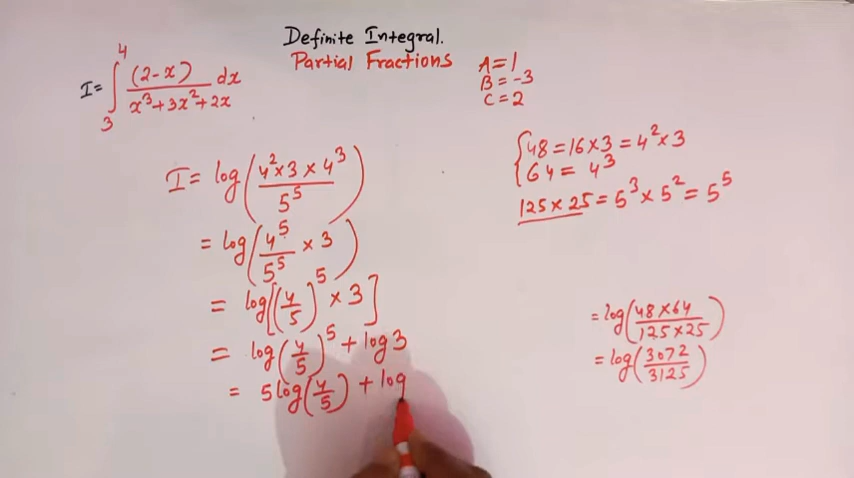 Definite Integral.
Partial Fractions
I = ∫₃⁴ (2-x)/(x³+3x²+2x) dx
A = 1
B = -3
C = 2
{48 = 16 × 3 = 4² × 3
64 = 4³
125 × 25 = 5³ × 5² = 5⁵
I = log(4² × 3 × 4³/5⁵)
= log(4⁵/5⁵ × 3)
= log[(4/5)⁵ × 3]
= log(4/5)⁵ + log3
= 5log(4/5) + log
= log(48×64/125×25)
= log(3072/3125)